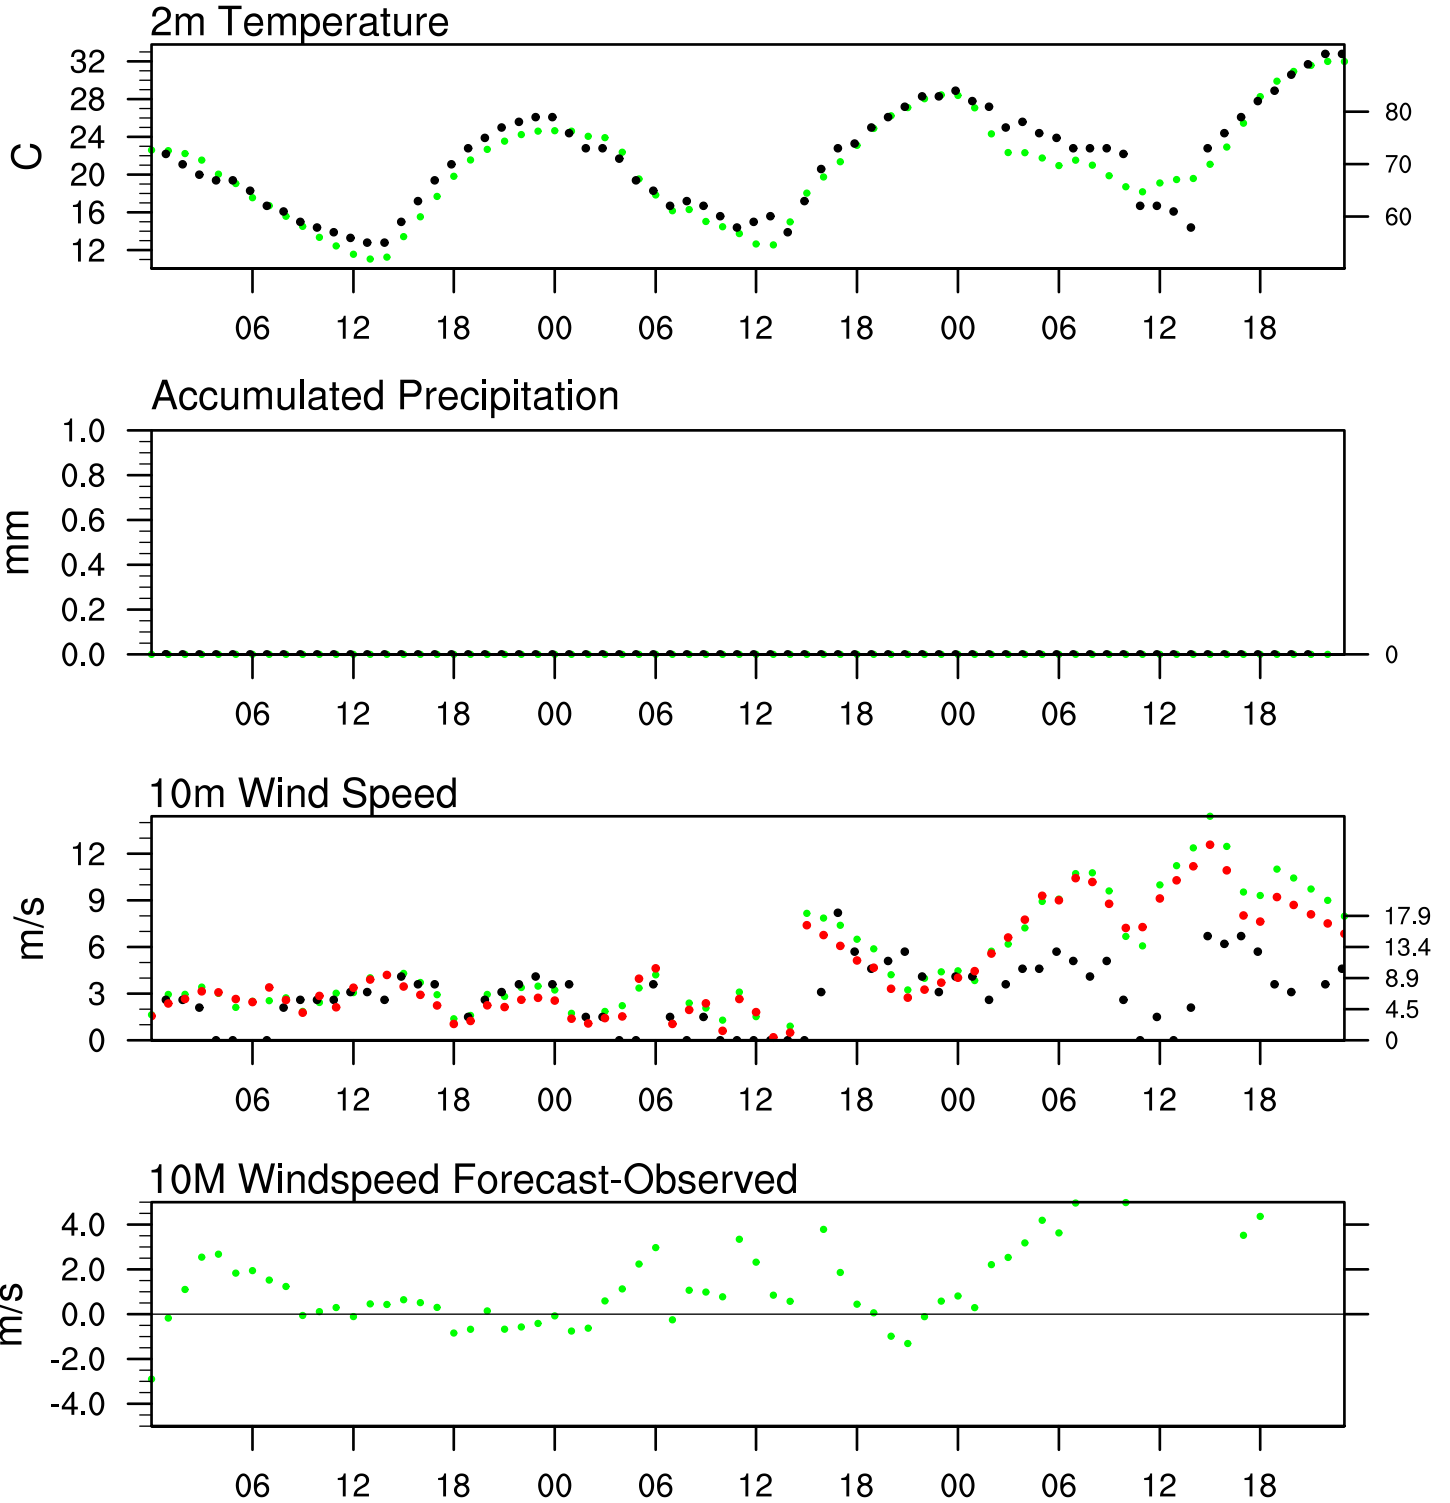 2m Temperature
32
28
24
20
16
12
C
80
70
60
06 12 18 00 06 12 18 00 06 12 18
Accumulated Precipitation
1.0
0.8
0.6
0.4
0.2
0.0
mm
0
06 12 18 00 06 12 18 00 06 12 18
10m Wind Speed
12
9
6
3
0
m/s
17.9
13.4
8.9
4.5
0
06 12 18 00 06 12 18 00 06 12 18
10M Windspeed Forecast-Observed
4.0
2.0
0.0
-2.0
-4.0
m/s
06 12 18 00 06 12 18 00 06 12 18